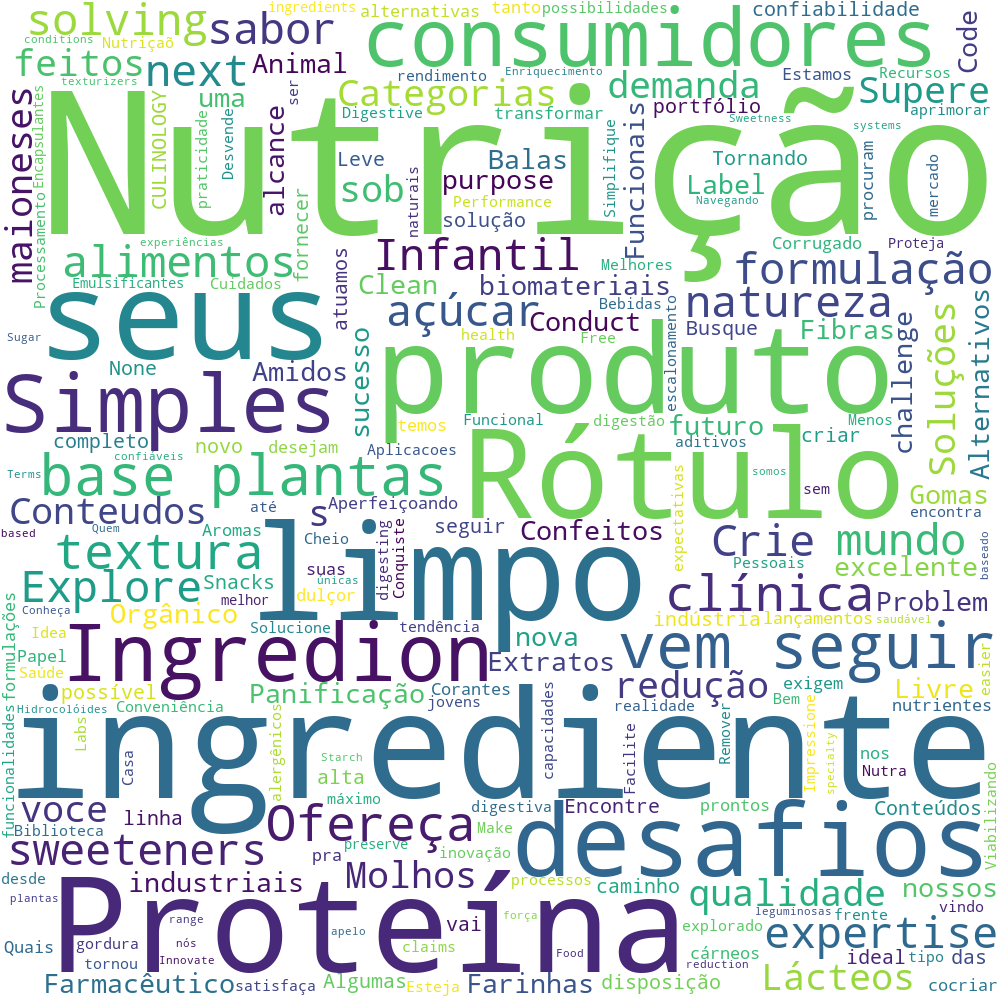 solving
sabor
ingredients
alternativas
tanto
possibilidades
consumidores
confiabilidade
Code
conditions
Nutriçaõ
feitos
texturizers
next
Animal
rendimento
Enriquecimento
demanda
Estamos
Recursos
Supere
aprimorar
maioneses
Encapsulantes
Processamento
CULINOLOGY
praticidade
uma
Desvende
alcance
Categorias
Digestive
transformar
portfólio
Sweetness
systems
Nutrição
Leve
sob
Balas
purpose
naturais
Performance
solução
Simplifique
Funcionais
Tornando
Label
Navegando
procuram
mercado
experiências
alimentos
Emulsificantes
Cuidados
fornecer
atuamos
Infantil
Clean
biomateriais
Melhores
Bebidas
Corrugado
Proteja
formulação
natureza
Sugar
seus
açúcar
Conduct
health
Free
escalonamento
Busque
Fibras
challenge
Soluções
Alternativos
None
Amidos
sucesso
produto
Simples
completo
novo
desejam
temos
Funcional
digestão
futuro
aditivos
criar
Menos
Terms
confiáveis
Aplicacoes
base plantas
Rótulo
somos
sem
Gomas
encontra
Conteudos
até
s
Aperfeiçoando
seguir
Confeitos
expectativas
based
Quem
Aromas
Cheio
limpo
digesting
Conquiste
Crie
mundo
baseado
textura
Explore
Snacks
suas
únicas
melhor
dulçor
Pessoais
excelente
clínica
Problem
Conheça
formulações
Idea
Orgânico
Solucione
tendência
nova
indústria
lançamentos
saudável
Papel
Saúde
Ingredion
Extratos
vem seguir
easier
possível
Panificação
Corantes
jovens
redução
exigem
Livre
Hidrocolóides
Conveniência
realidade
Bem
nutrientes
funcionalidades
Labs
Casa
alergênicos
ingrediente
capacidades
Facilite
Remover
Impressione
specialty
nos
Nutra
Starch
alta
voce
linha
máximo
Ofereça
digestiva
Encontre
prontos
Conteúdos
Viabilizando
Biblioteca
Make
desafios
sweeteners
pra
preserve
inovação
desde
industriais
Molhos
processos
caminho
qualidade
nossos
plantas
Proteína
range
apelo
vai
força
explorado
leguminosas
frente
vindo
Quais
gordura
nós
claims
Food
cárneos
expertise
tornou
Innovate
reduction
ideal
tipo
das
Farmacêutico
satisfaça
Algumas
Esteja
Farinhas
disposição
Lácteos
cocriar